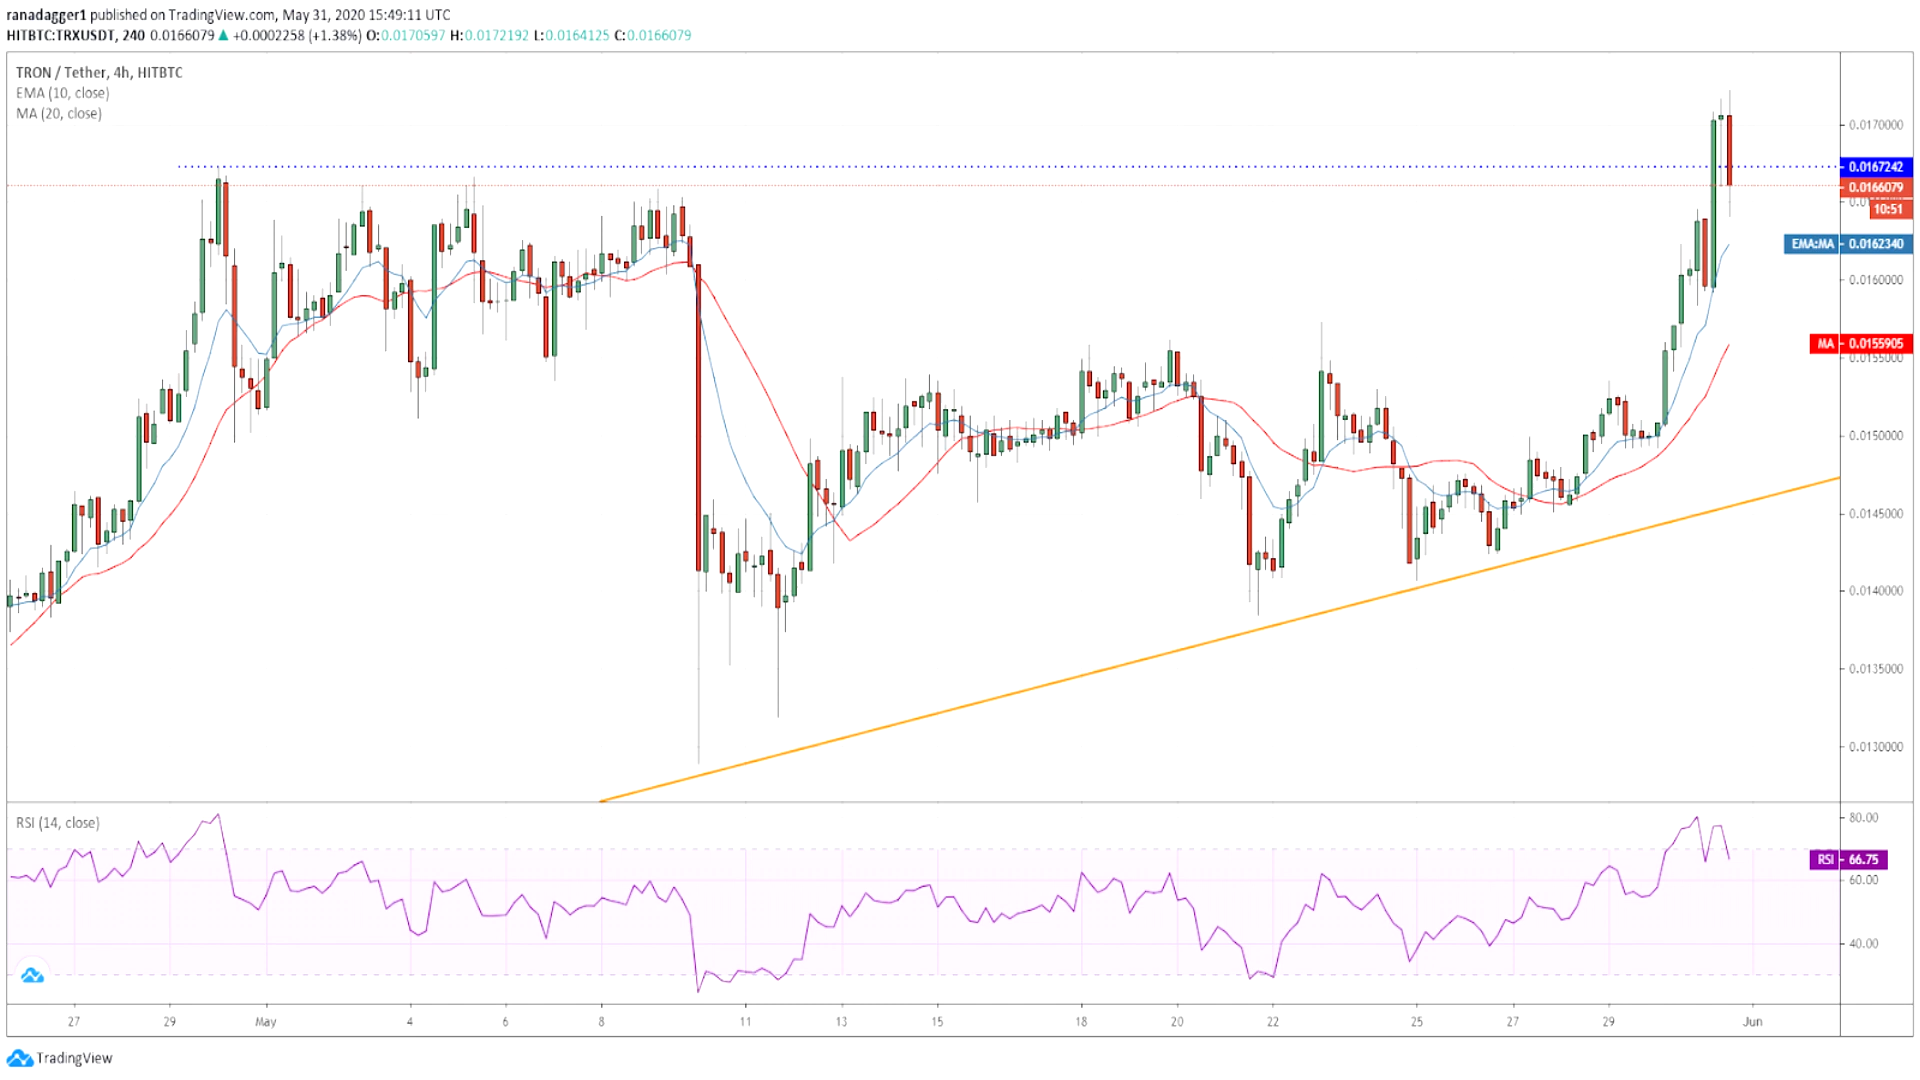 ranadagger1 published on TradingView.com, May 31, 2020 15:49:11 UTC
HITBTC:TRXUSDT, 240 0.0166079 ▲ +0.0002258 (+1.38%) O:0.0170597 H:0.0172192 L:0.0164125 C:0.0166079
TRON / Tether, 4h, HITBTC
EMA (10, close)
MA (20, close)
0.0170000
0.0167242
0.0166079
10:51
EMA:MA 0.0162340
0.0160000
MA 0.0155905
0.0155000
0.0150000
0.0145000
0.0140000
0.0135000
0.0130000
RSI (14, close)
80.00
RSI 66.75
60.00
40.00
27 29 May 4 6 8 11 13 15 18 20 22 25 27 29 Jun
TradingView